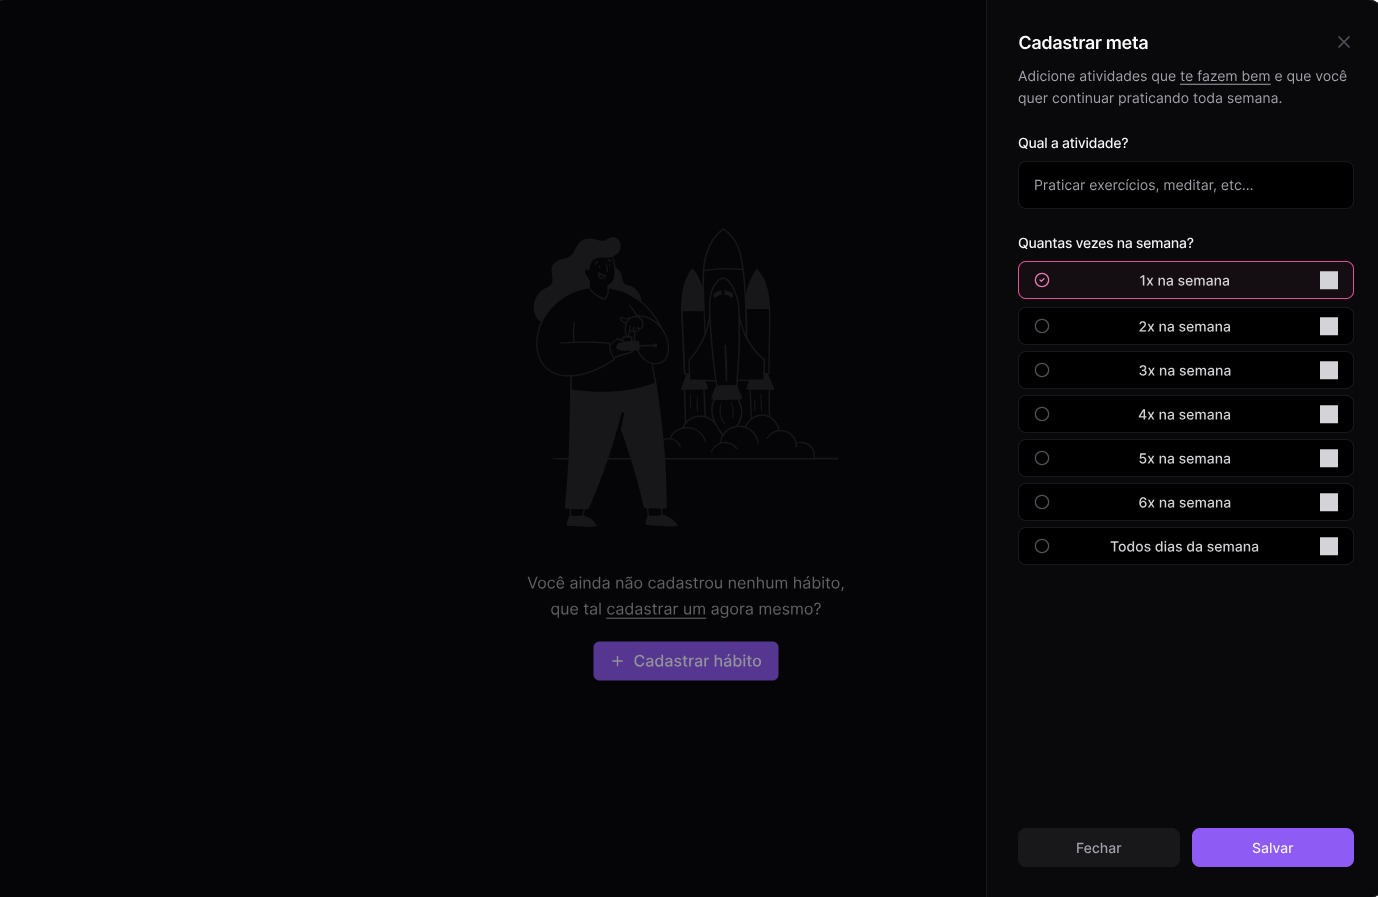 Cadastrar meta
Adicione atividades que te fazem bem e que você
quer continuar praticando toda semana.
Qual a atividade?
Praticar exercícios, meditar, etc...
Quantas vezes na semana?
1x na semana
2x na semana
3x na semana
4x na semana
5x na semana
6x na semana
Todos dias da semana
Fechar
Salvar
Você ainda não cadastrou nenhum hábito,
que tal cadastrar um agora mesmo?
+ Cadastrar hábito